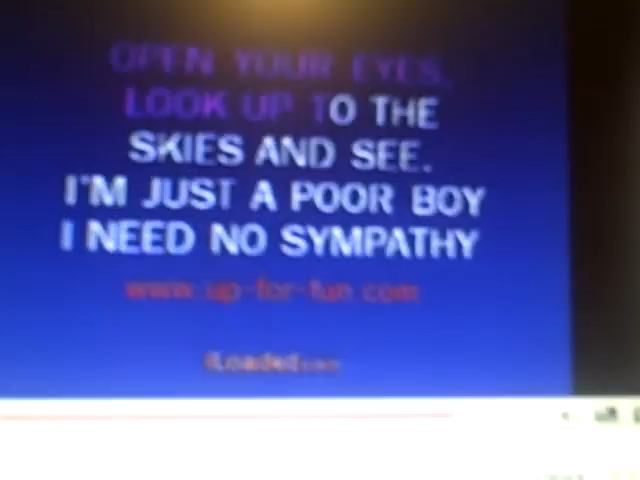 OPEN YOUR EYES,
LOOK UP TO THE
SKIES AND SEE.
I'M JUST A POOR BOY
I NEED NO SYMPATHY
www.up-for-fun.com